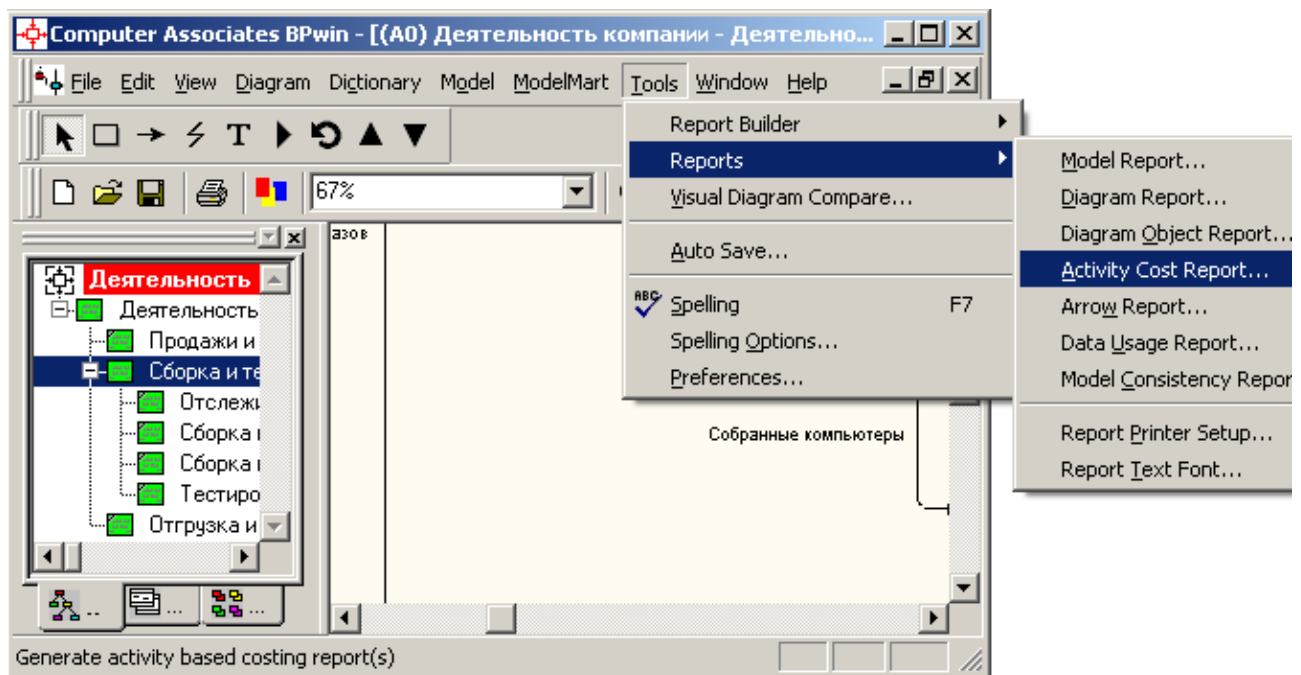 Computer Associates BPwin - [(A0) Деятельность компании - Деятельно...
File Edit View Diagram Dictionary Model ModelMart Tools Window Help
67%
Report Builder
Reports
Visual Diagram Compare...
Auto Save...
ABC Spelling F7
Spelling Options...
Preferences...
Model Report...
Diagram Report...
Diagram Object Report...
Activity Cost Report...
Arrow Report...
Data Usage Report...
Model Consistency Repor
Report Printer Setup...
Report Text Font...
азов
Деятельность
Деятельность
Продажи и
Сборка и те
Отслежи
Сборка
Сборка
Тестиро
Отгрузка и
.. ... ...
Собранные компьютеры
Generate activity based costing report(s)